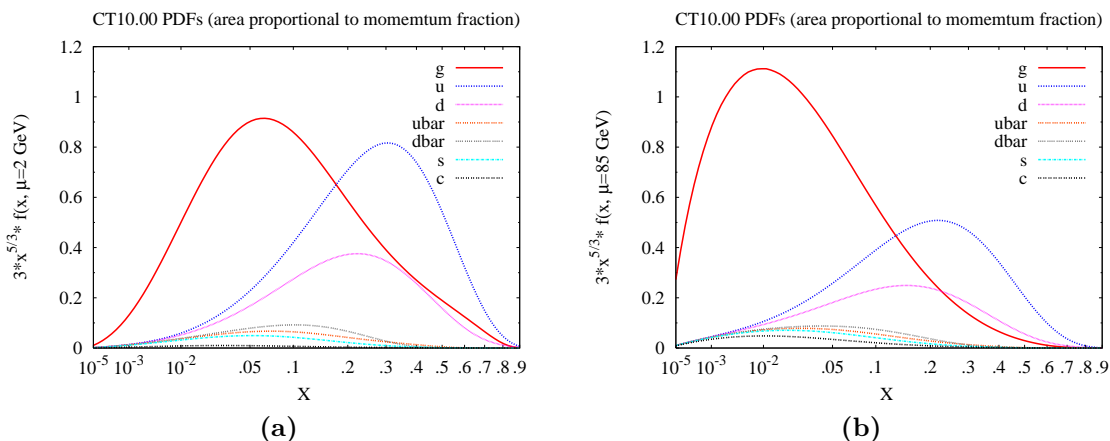 CT10.00 PDFs (area proportional to momemtum fraction)
3*x^5/3* f(x, μ=2 GeV)
1.2
1
0.8
0.6
0.4
0.2
0
g
u
d
ubar
dbar
s
c
10^-5 10^-3 10^-2 .05 .1 .2 .3 .4 .5 .6 .7 .8 .9
X
(a)
CT10.00 PDFs (area proportional to momemtum fraction)
3*x^5/3* f(x, μ=85 GeV)
1.2
1
0.8
0.6
0.4
0.2
0
g
u
d
ubar
dbar
s
c
10^-5 10^-3 10^-2 .05 .1 .2 .3 .4 .5 .6 .7 .8 .9
X
(b)